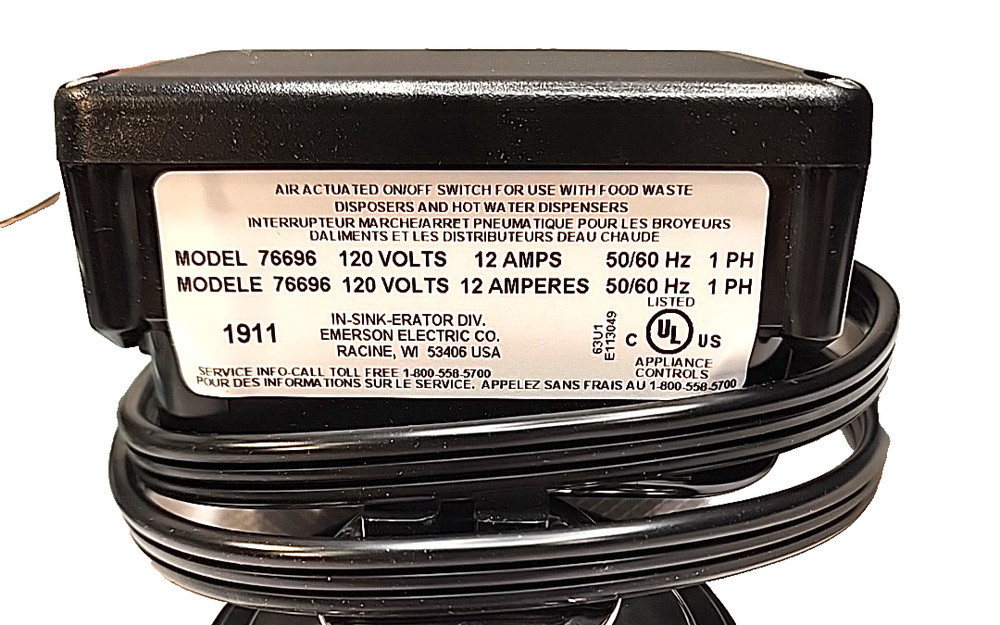 AIR ACTUATED ON/OFF SWITCH FOR USE WITH FOOD WASTE
DISPOSERS AND HOT WATER DISPENSERS
INTERRUPTEUR MARCHE/ARRET PNEUMATIQUE POUR LES BROYEURS
DALIMENTS ET LES DISTRIBUTEURS DEAU CHAUDE
MODEL 76696 120 VOLTS 12 AMPS 50/60 Hz 1 PH
MODELE 76696 120 VOLTS 12 AMPERES 50/60 Hz 1 PH
1911
IN-SINK-ERATOR DIV.
EMERSON ELECTRIC CO.
RACINE, WI 53406 USA
63U1
E113049
LISTED
C UL US
APPLIANCE
CONTROLS
SERVICE INFO-CALL TOLL FREE 1-800-558-5700
POUR DES INFORMATIONS SUR LE SERVICE. APPELEZ SANS FRAIS AU 1-800-558-5700